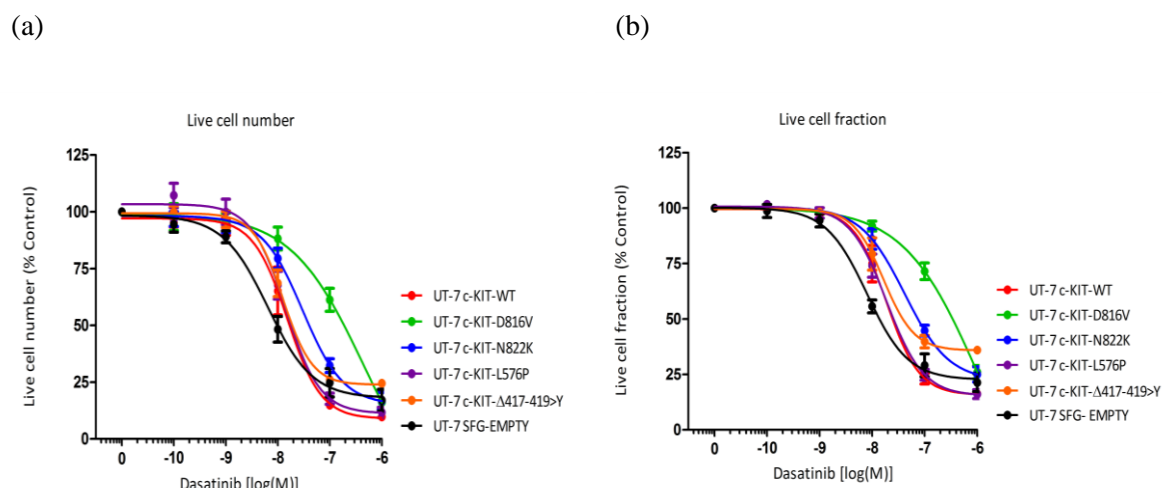 (a)
(b)
Live cell number
Live cell number (% Control)
125
100
75
50
25
0
0 -10 -9 -8 -7 -6
Dasatinib [log(M)]
UT-7 c-KIT-WT
UT-7 c-KIT-D816V
UT-7 c-KIT-N822K
UT-7 c-KIT-L576P
UT-7 c-KIT-Δ417-419>Y
UT-7 SFG-EMPTY
Live cell fraction
Live cell fraction (% Control)
125
100
75
50
25
0
0 -10 -9 -8 -7 -6
Dasatinib [log(M)]
UT-7 c-KIT-WT
UT-7 c-KIT-D816V
UT-7 c-KIT-N822K
UT-7 c-KIT-L576P
UT-7 c-KIT-Δ417-419>Y
UT-7 SFG- EMPTY